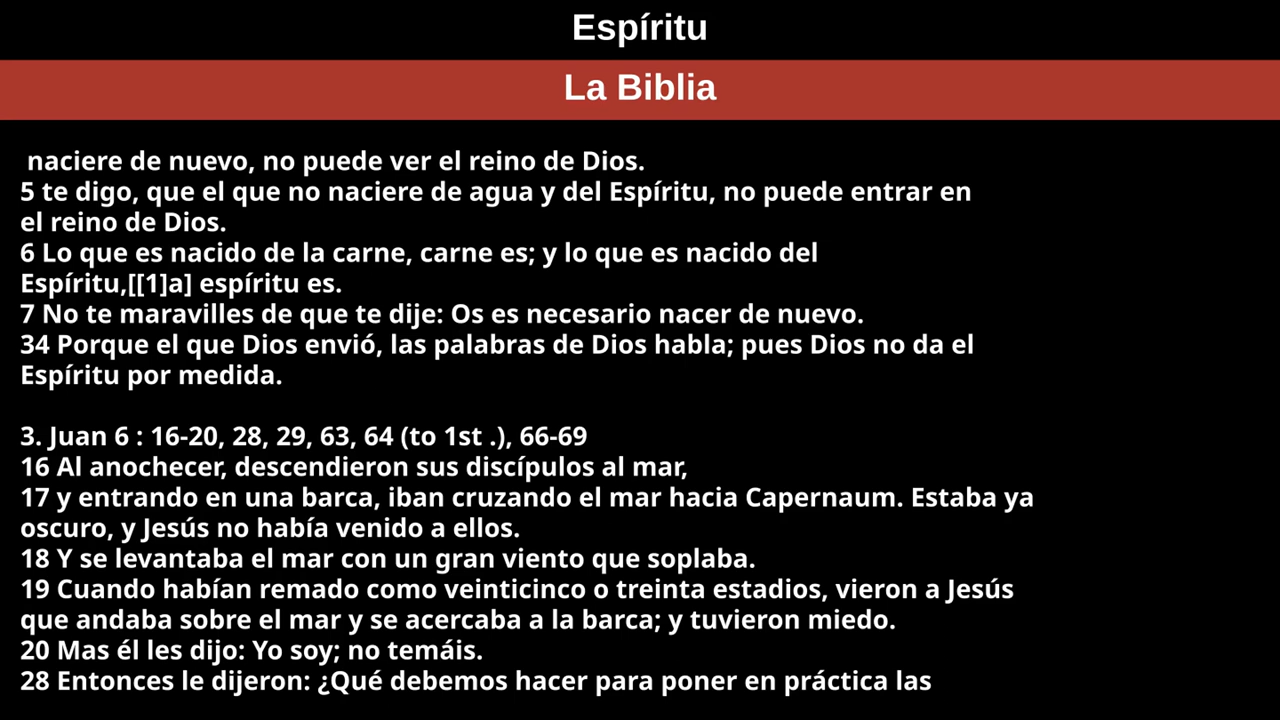 Espíritu
La Biblia
naciere de nuevo, no puede ver el reino de Dios.
5 te digo, que el que no naciere de agua y del Espíritu, no puede entrar en
el reino de Dios.
6 Lo que es nacido de la carne, carne es; y lo que es nacido del
Espíritu,[[1]a] espíritu es.
7 No te maravilles de que te dije: Os es necesario nacer de nuevo.
34 Porque el que Dios envió, las palabras de Dios habla; pues Dios no da el
Espíritu por medida.
3. Juan 6 : 16-20, 28, 29, 63, 64 (to 1st .), 66-69
16 Al anochecer, descendieron sus discípulos al mar,
17 y entrando en una barca, iban cruzando el mar hacia Capernaum. Estaba ya
oscuro, y Jesús no había venido a ellos.
18 Y se levantaba el mar con un gran viento que soplaba.
19 Cuando habían remado como veinticinco o treinta estadios, vieron a Jesús
que andaba sobre el mar y se acercaba a la barca; y tuvieron miedo.
20 Mas él les dijo: Yo soy; no temáis.
28 Entonces le dijeron: ¿Qué debemos hacer para poner en práctica las